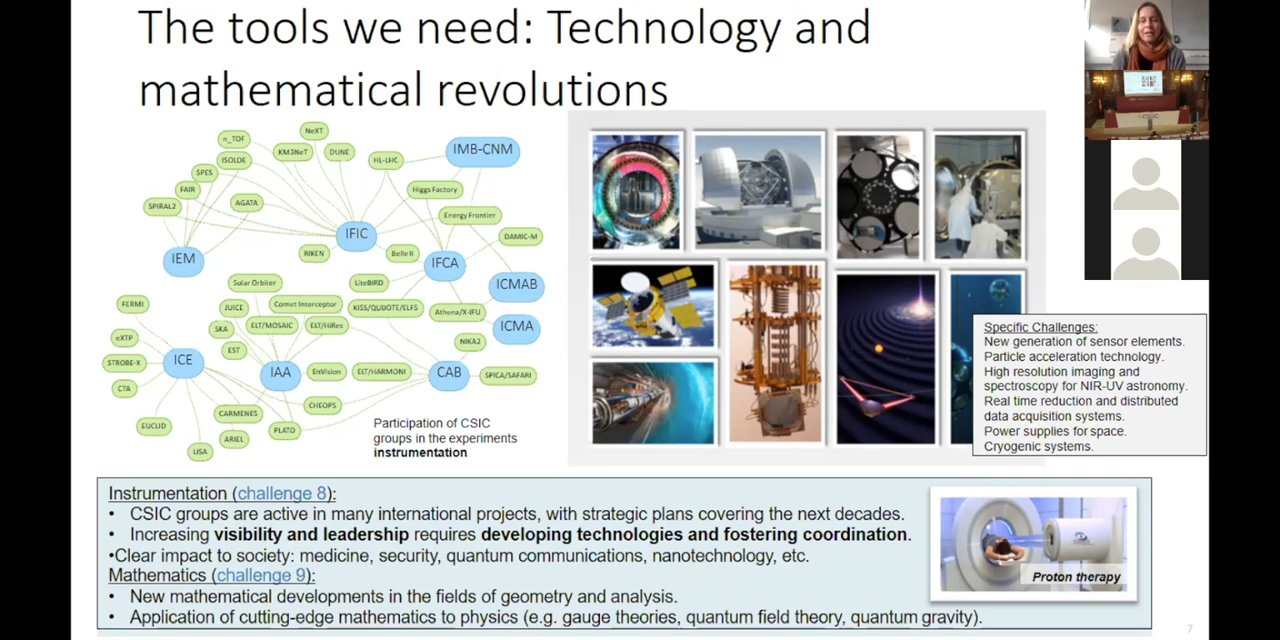 The tools we need: Technology and
mathematical revolutions
n_TOF
NeXT
ISOLDE
KM3NeT
DUNE
HL-LHC
IMB-CNM
SPES
FAIR
SPIRAL2
AGATA
Higgs Factory
Energy Frontier
IFIC
DAMIC-M
IEM
RIKEN
Belle II
IFCA
Solar Orbiter
LiteBIRD
ICMAB
FERMI
JUICE
Comet Interceptor
KISS/QUIJOTE/ELFS
Athena/X-IFU
SKA
ELT/MOSAIC
ELT/HiRes
ICMA
eXTP
EST
NIKA2
STROBE-X
ICE
IAA
EnVision
ELT/HARMONI
CAB
SPICA/SAFARI
CTA
CHEOPS
CARMENES
EUCLID
ARIEL
PLATO
LISA
Participation of CSIC
groups in the experiments
instrumentation
Specific Challenges:
New generation of sensor elements.
Particle acceleration technology.
High resolution imaging and
spectroscopy for NIR-UV astronomy.
Real time reduction and distributed
data acquisition systems.
Power supplies for space.
Cryogenic systems.
Instrumentation (challenge 8):
• CSIC groups are active in many international projects, with strategic plans covering the next decades.
• Increasing visibility and leadership requires developing technologies and fostering coordination.
•Clear impact to society: medicine, security, quantum communications, nanotechnology, etc.
Mathematics (challenge 9):
• New mathematical developments in the fields of geometry and analysis.
• Application of cutting-edge mathematics to physics (e.g. gauge theories, quantum field theory, quantum gravity).
Proton therapy
7
CSIC